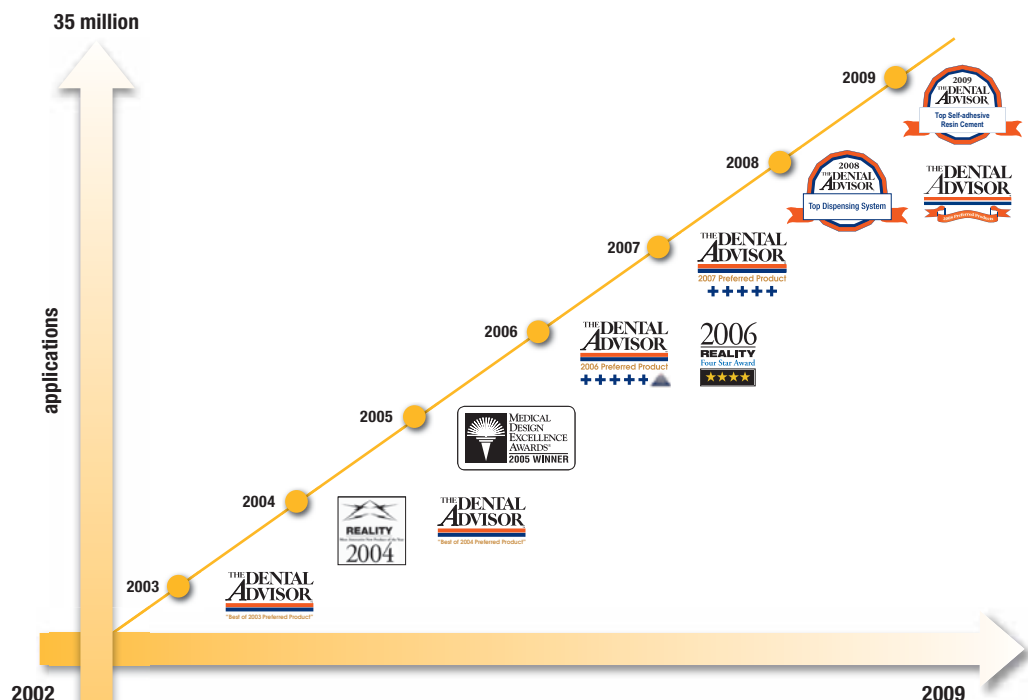 35 million
applications
2009
2009
THE DENTAL
ADVISOR
Top Self-adhesive
Resin Cement
2008
2008
THE DENTAL
ADVISOR
Top Dispensing System
THE DENTAL
ADVISOR
Preferred Products
2007
THE DENTAL
ADVISOR
2007 Preferred Product
2006
THE DENTAL
ADVISOR
2006 Preferred Product
2006
REALITY
Four Star Award
2005
MEDICAL
DESIGN
EXCELLENCE
AWARDS®
2005 WINNER
2004
REALITY
2004
THE DENTAL
ADVISOR
"Best of 2004 Preferred Product"
2003
THE DENTAL
ADVISOR
"Best of 2003 Preferred Product"
2002
2009